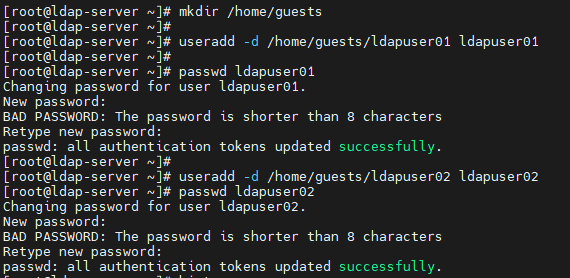 [root@ldap-server ~]# mkdir /home/guests
[root@ldap-server ~]#
[root@ldap-server ~]# useradd -d /home/guests/ldapuser01 ldapuser01
[root@ldap-server ~]#
[root@ldap-server ~]# passwd ldapuser01
Changing password for user ldapuser01.
New password:
BAD PASSWORD: The password is shorter than 8 characters
Retype new password:
passwd: all authentication tokens updated successfully.
[root@ldap-server ~]#
[root@ldap-server ~]# useradd -d /home/guests/ldapuser02 ldapuser02
[root@ldap-server ~]# passwd ldapuser02
Changing password for user ldapuser02.
New password:
BAD PASSWORD: The password is shorter than 8 characters
Retype new password:
passwd: all authentication tokens updated successfully.